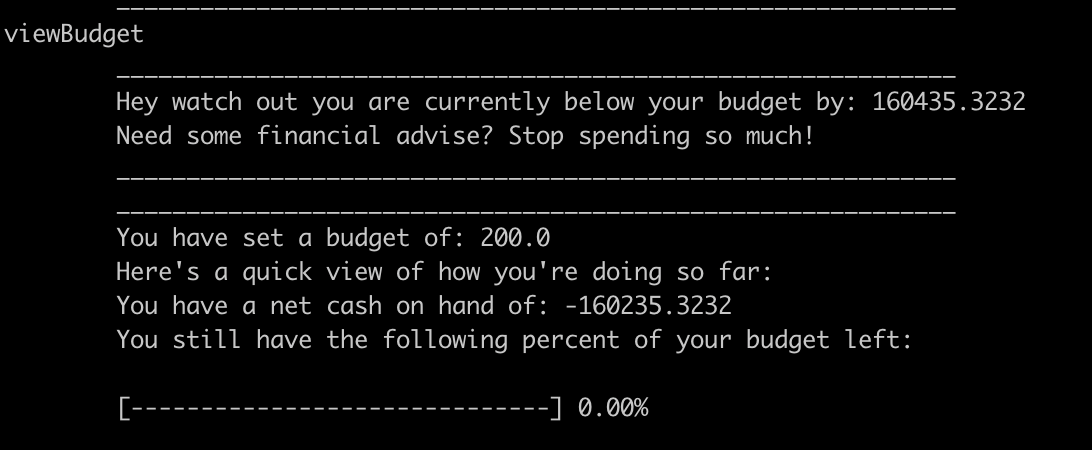 ____________________________________________________________
viewBudget
____________________________________________________________
Hey watch out you are currently below your budget by: 160435.3232
Need some financial advise? Stop spending so much!
____________________________________________________________
____________________________________________________________
You have set a budget of: 200.0
Here's a quick view of how you're doing so far:
You have a net cash on hand of: -160235.3232
You still have the following percent of your budget left:
[------------------------------] 0.00%